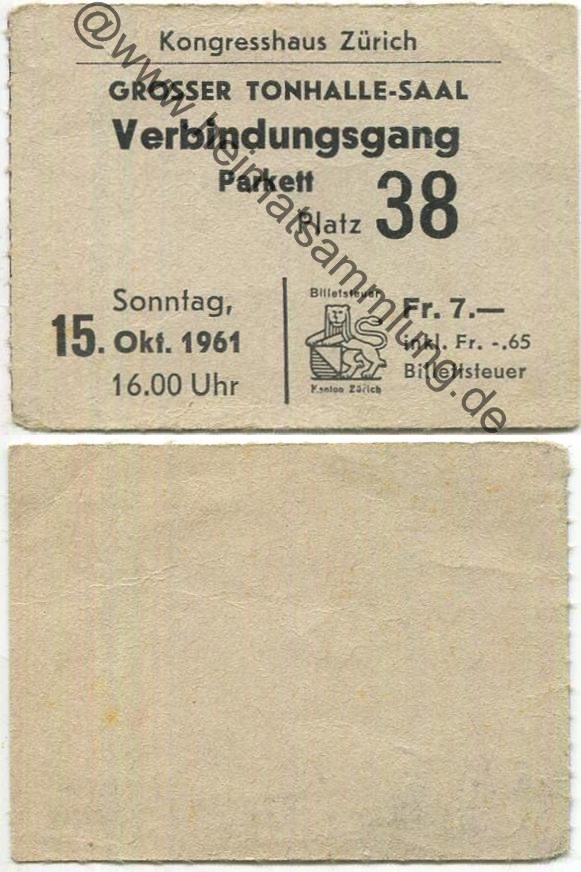 Kongresshaus Zürich
GROSSER TONHALLE-SAAL
Verbindungsgang
Parkett
Platz 38
Sonntag,
15. Okt. 1961
16.00 Uhr
Billetsteuer
Kanton Zürich
Fr. 7.—
inkl. Fr. -.65
Billettsteuer
@www.heimatsammlung.de